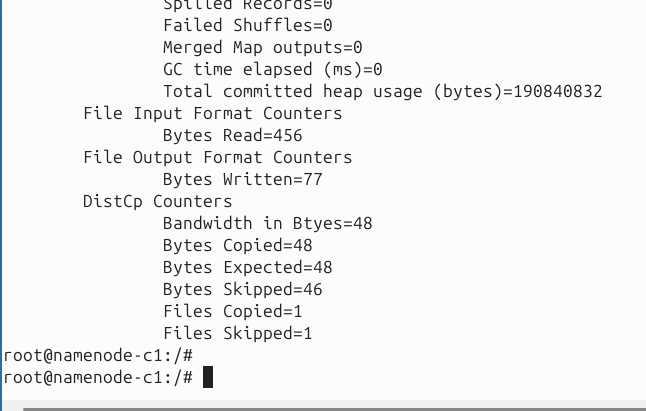 Spilled Records=0
Failed Shuffles=0
Merged Map outputs=0
GC time elapsed (ms)=0
Total committed heap usage (bytes)=190840832
File Input Format Counters
Bytes Read=456
File Output Format Counters
Bytes Written=77
DistCp Counters
Bandwidth in Btyes=48
Bytes Copied=48
Bytes Expected=48
Bytes Skipped=46
Files Copied=1
Files Skipped=1
root@namenode-c1:/#
root@namenode-c1:/#